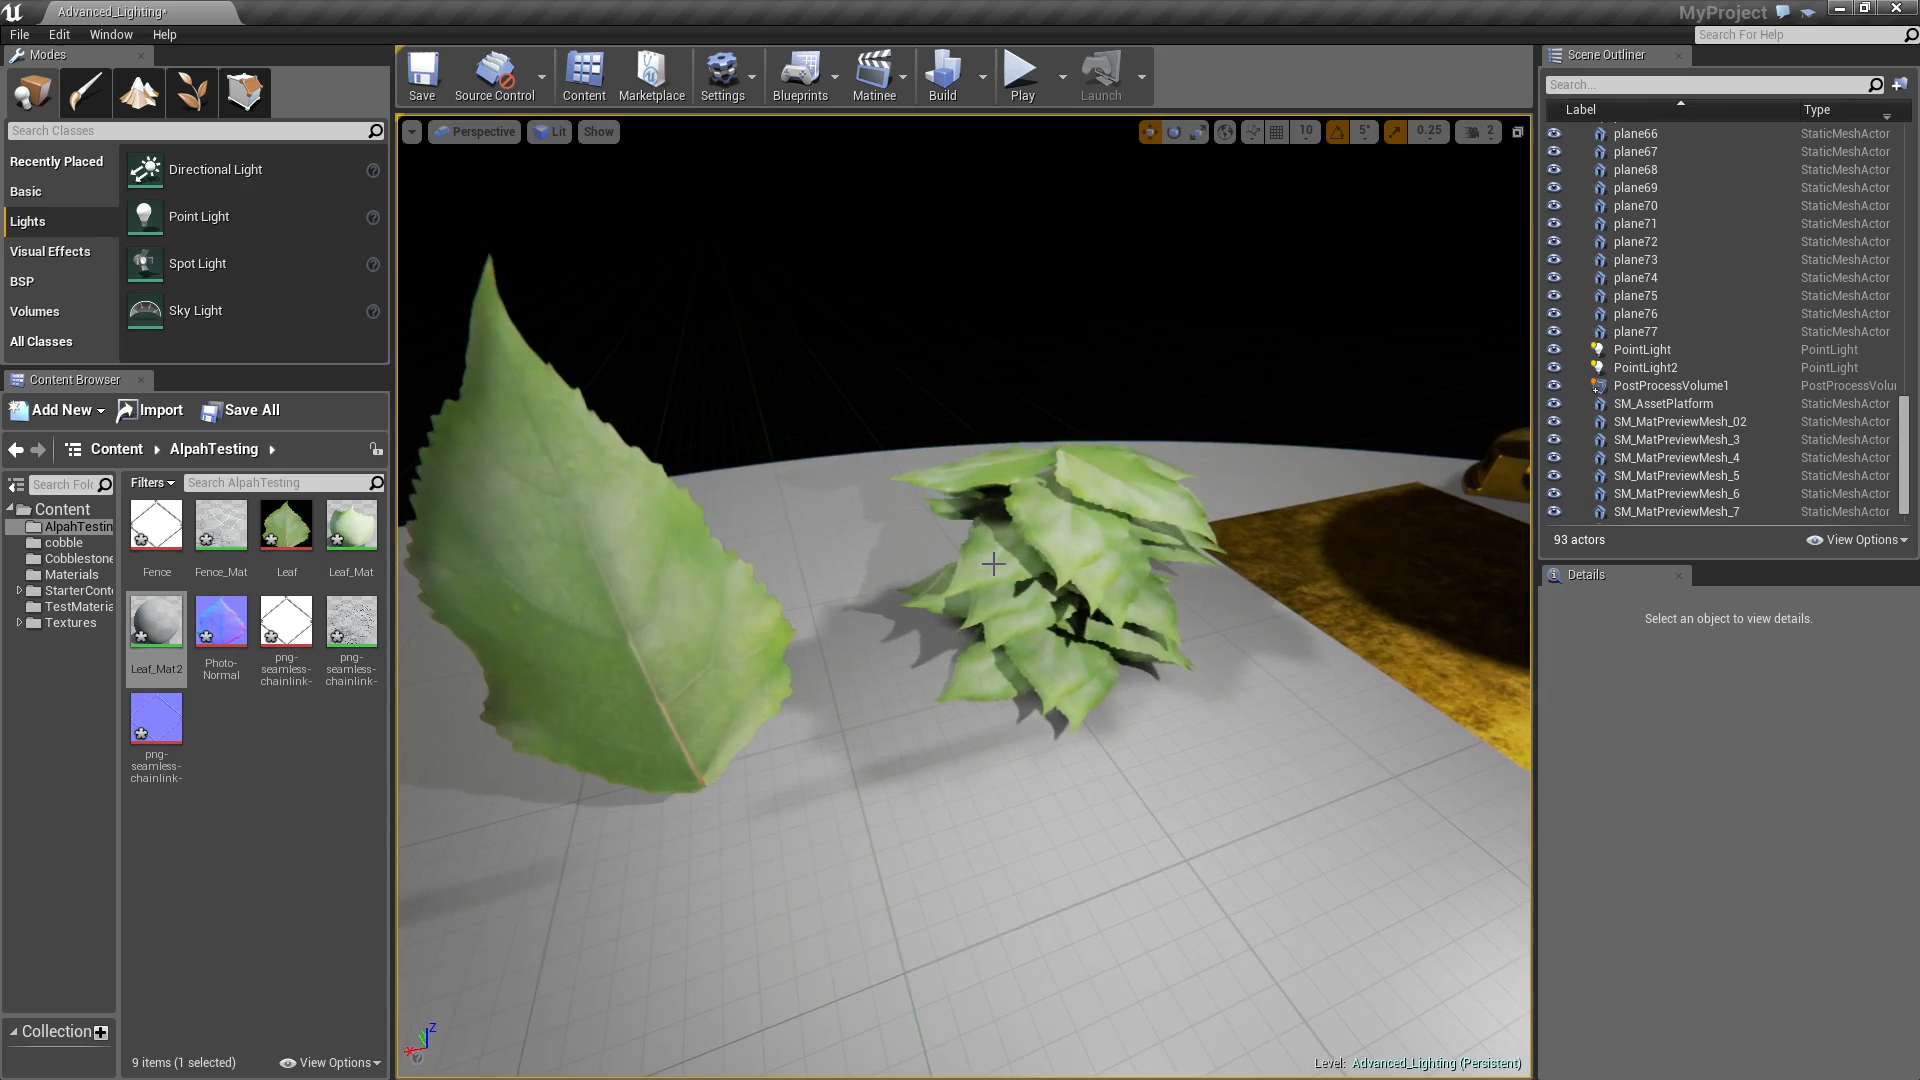 Advanced_Lighting*
MyProject
File Edit Window Help
Search For Help
Modes
Search Classes
Recently Placed
Basic
Lights
Visual Effects
BSP
Volumes
All Classes
Directional Light
Point Light
Spot Light
Sky Light
Save
Source Control
Content
Marketplace
Settings
Blueprints
Matinee
Build
Play
Launch
Perspective
Lit
Show
10
5°
0.25
2
Content Browser
Add New
Import
Save All
Content
AlpahTesting
Search Fold
Filters
Search AlpahTesting
Content
AlpahTestin
cobble
Cobblestone
Materials
StarterConte
TestMateria
Textures
Fence
Fence_Mat
Leaf
Leaf_Mat
Leaf_Mat2
Photo-
Normal
png-
seamless-
chainlink-
png-
seamless-
chainlink-
png-
seamless-
chainlink-
Collection
9 items (1 selected)
View Options
Z
Level: Advanced_Lighting (Persistent)
Scene Outliner
Search...
Label Type
plane66 StaticMeshActor
plane67 StaticMeshActor
plane68 StaticMeshActor
plane69 StaticMeshActor
plane70 StaticMeshActor
plane71 StaticMeshActor
plane72 StaticMeshActor
plane73 StaticMeshActor
plane74 StaticMeshActor
plane75 StaticMeshActor
plane76 StaticMeshActor
plane77 StaticMeshActor
PointLight PointLight
PointLight2 PointLight
PostProcessVolume1 PostProcessVolu
SM_AssetPlatform StaticMeshActor
SM_MatPreviewMesh_02 StaticMeshActor
SM_MatPreviewMesh_3 StaticMeshActor
SM_MatPreviewMesh_4 StaticMeshActor
SM_MatPreviewMesh_5 StaticMeshActor
SM_MatPreviewMesh_6 StaticMeshActor
SM_MatPreviewMesh_7 StaticMeshActor
93 actors
View Options
Details
Select an object to view details.